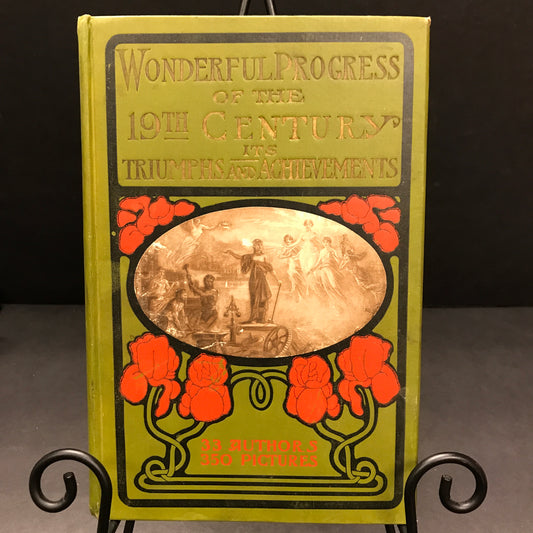 WONDERFUL PROGRESS
OF THE
19TH CENTURY
ITS
TRIUMPHS AND ACHIEVEMENTS
33 AUTHORS
350 PICTURES